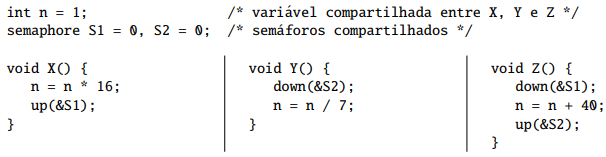 int n = 1;                 /* variável compartilhada entre X, Y e Z */
semaphore S1 = 0, S2 = 0;  /* semáforos compartilhados */
void X() {
   n = n * 16;
   up(&S1);
}
void Y() {
   down(&S2);
   n = n / 7;
}
void Z() {
   down(&S1);
   n = n + 40;
   up(&S2);
}